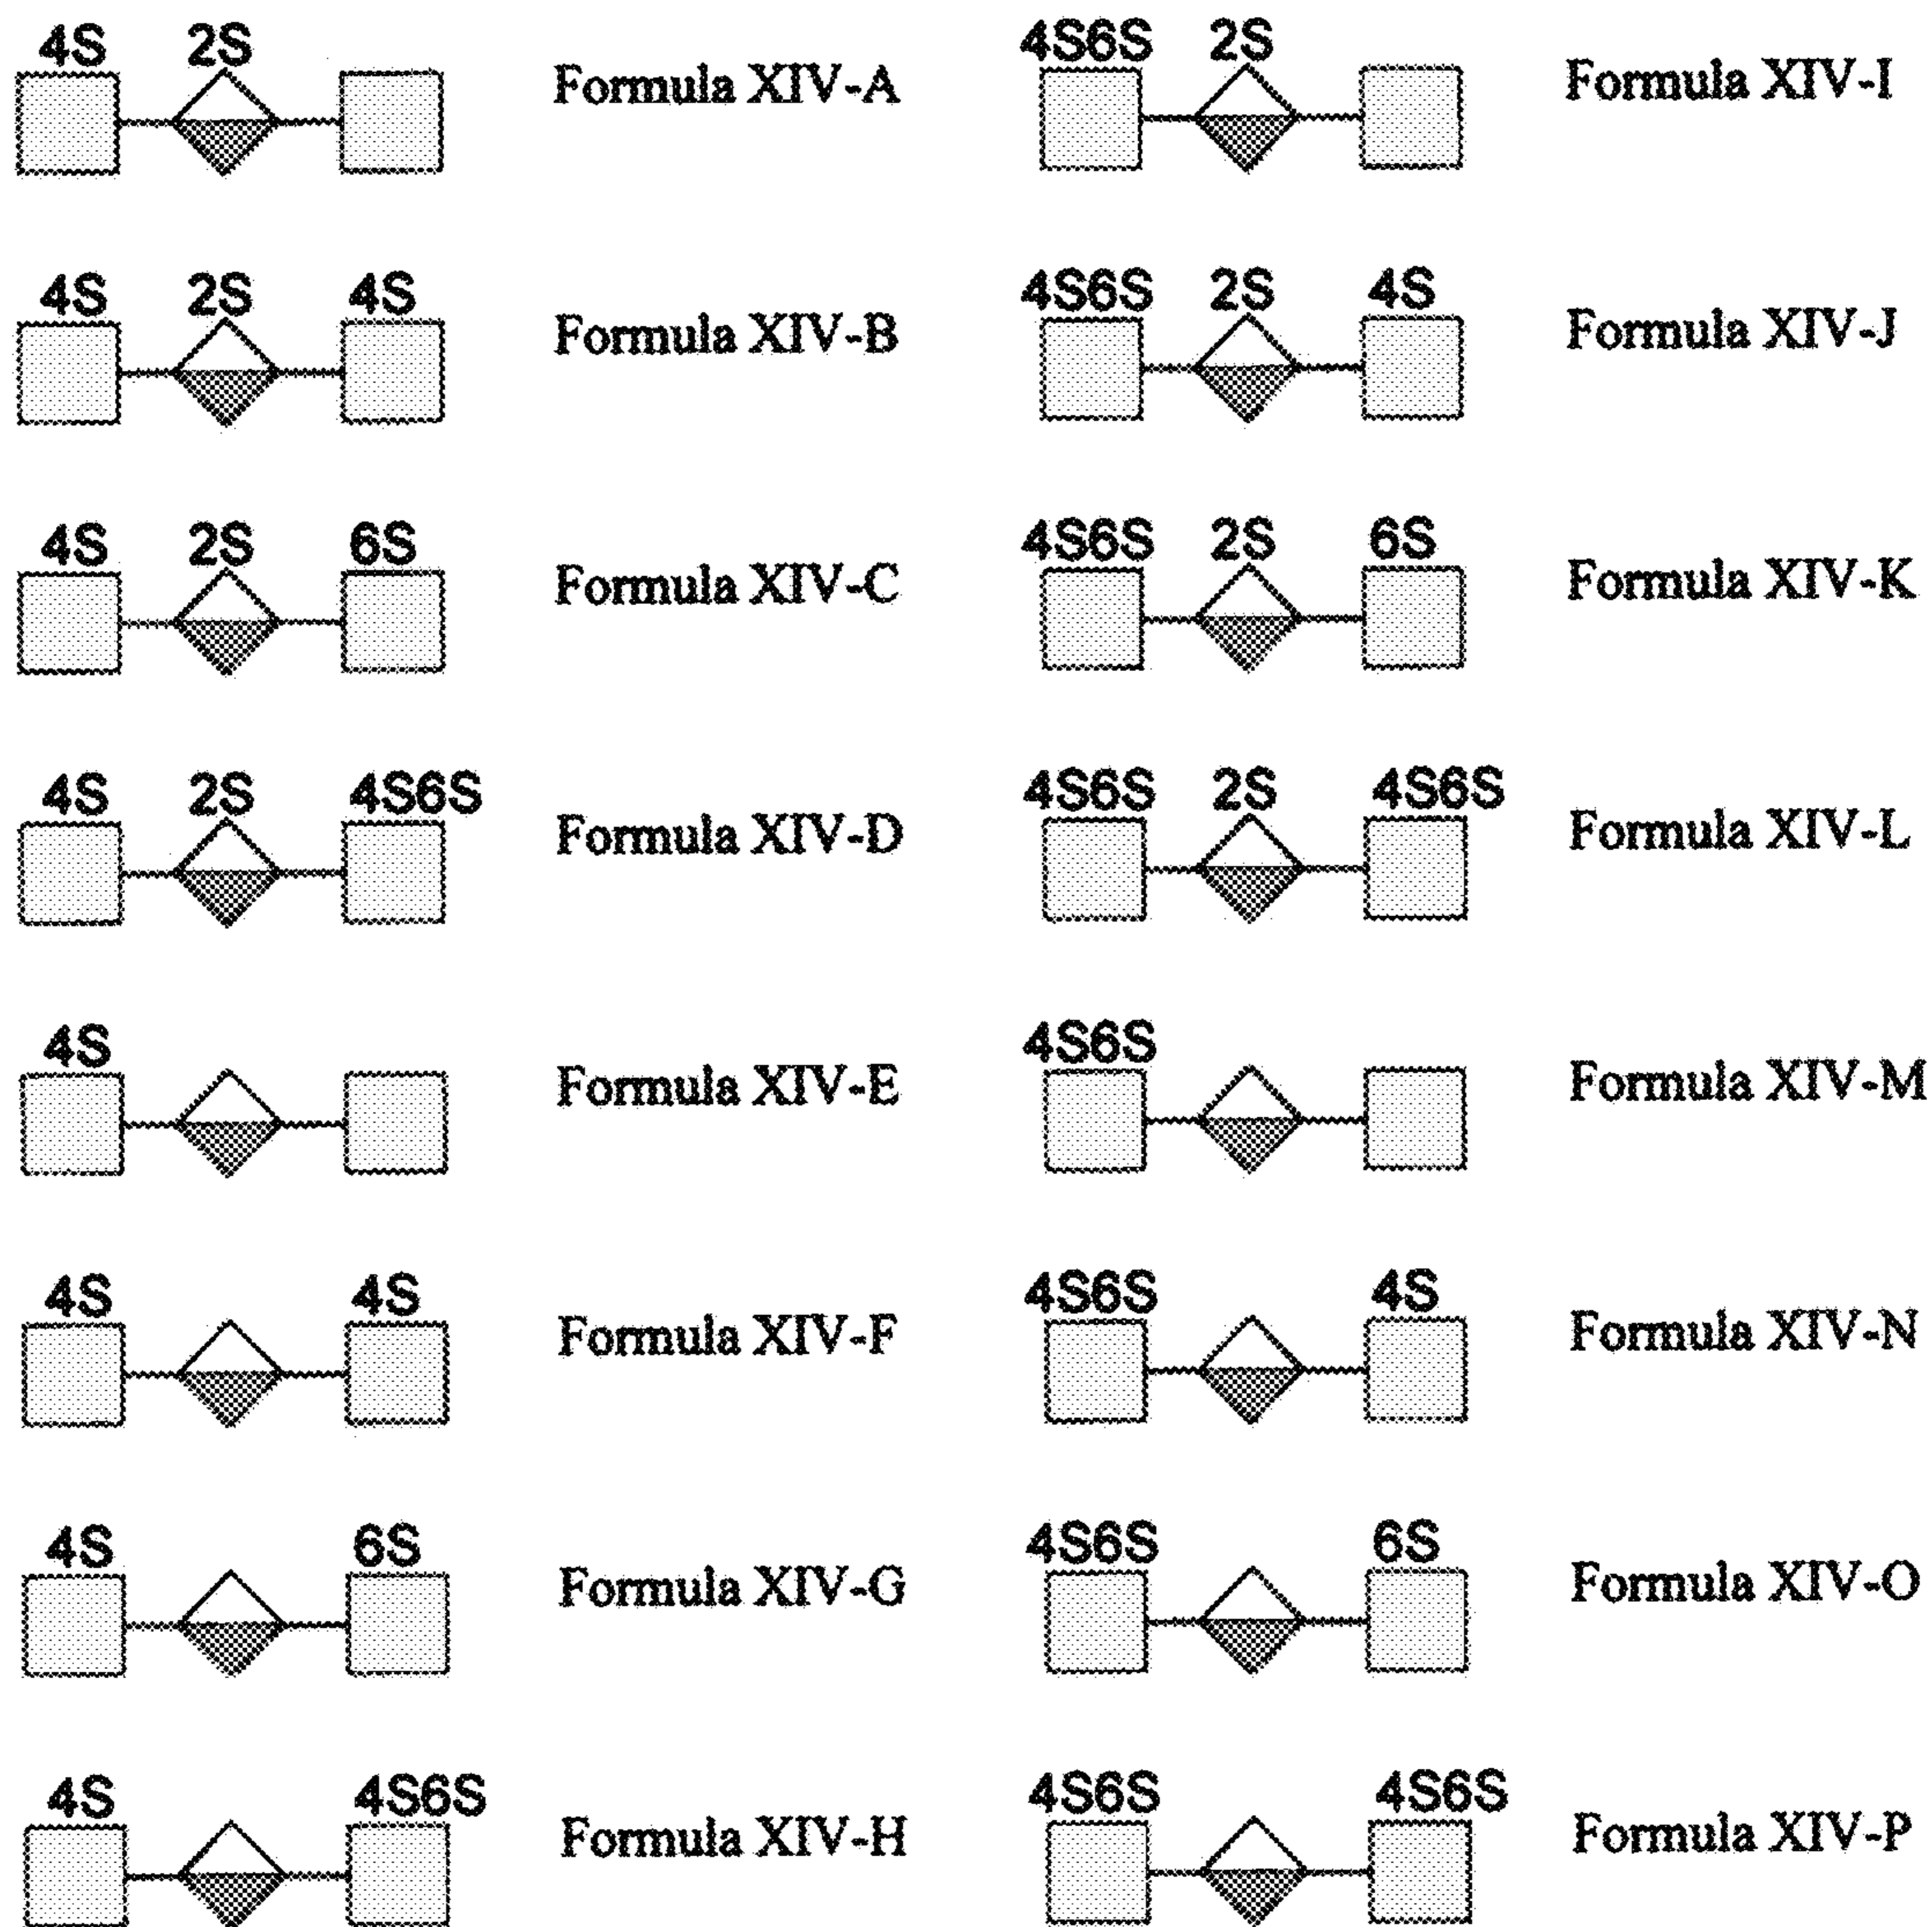 4S 2S Formula XIV-A
4S 2S 4S Formula XIV-B
4S 2S 6S Formula XIV-C
4S 2S 4S6S Formula XIV-D
4S Formula XIV-E
4S 4S Formula XIV-F
4S 6S Formula XIV-G
4S 4S6S Formula XIV-H
4S6S 2S Formula XIV-I
4S6S 2S 4S Formula XIV-J
4S6S 2S 6S Formula XIV-K
4S6S 2S 4S6S Formula XIV-L
4S6S Formula XIV-M
4S6S 4S Formula XIV-N
4S6S 6S Formula XIV-O
4S6S 4S6S Formula XIV-P